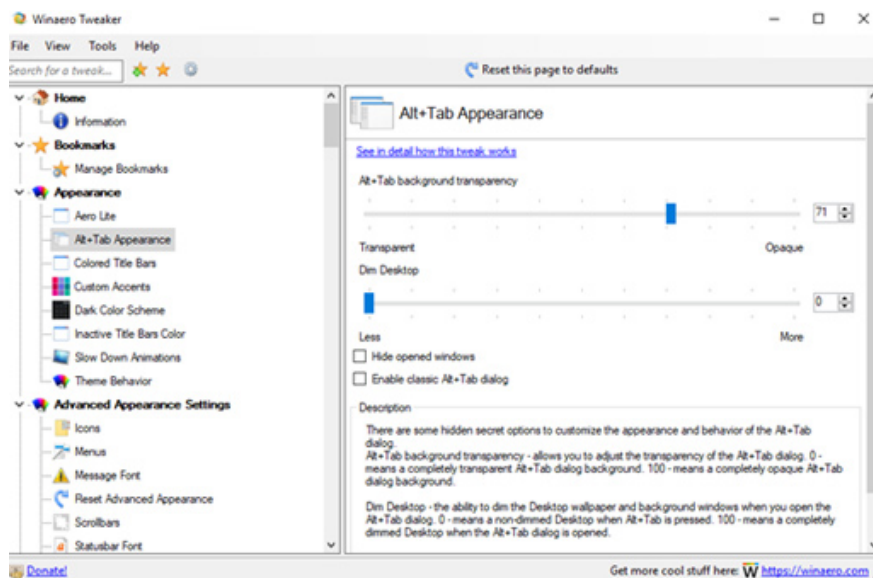 Winaero Tweaker
File View Tools Help
Search for a tweak...
Reset this page to defaults
Home
Information
Bookmarks
Manage Bookmarks
Appearance
Aero Lite
Alt+Tab Appearance
Colored Title Bars
Custom Accents
Dark Color Scheme
Inactive Title Bars Color
Slow Down Animations
Theme Behavior
Advanced Appearance Settings
Icons
Menus
Message Font
Reset Advanced Appearance
Scrollbars
Statusbar Font
Alt+Tab Appearance
See in detail how this tweak works
Alt+Tab background transparency
71
Transparent Opaque
Dim Desktop
0
Less More
Hide opened windows
Enable classic Alt+Tab dialog
Description
There are some hidden secret options to customize the appearance and behavior of the Alt+Tab
dialog.
Alt+Tab background transparency - allows you to adjust the transparency of the Alt+Tab dialog. 0 -
means a completely transparent Alt+Tab dialog background. 100 - means a completely opaque Alt+Tab
dialog background.
Dim Desktop - the ability to dim the Desktop wallpaper and background windows when you open the
Alt+Tab dialog. 0 - means a non-dimmed Desktop when Alt+Tab is pressed. 100 - means a completely
dimmed Desktop when the Alt+Tab dialog is opened.
Donate! Get more cool stuff here: W https://winaero.com